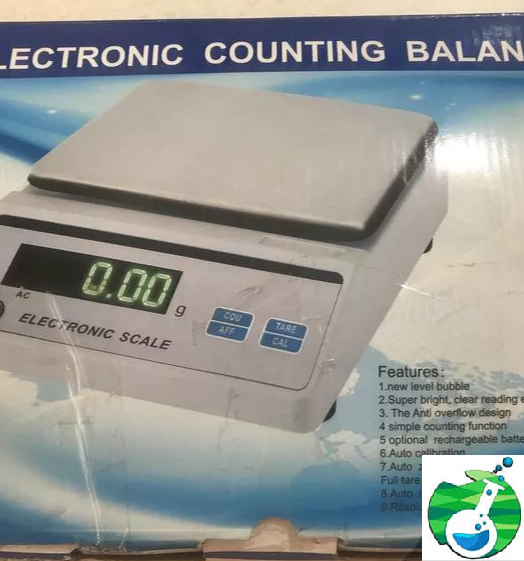 LECTRONIC COUNTING BALAN
0.00 g
AC
COU
AFF
TARE
CAL
ELECTRONIC SCALE
Features:
1.new level bubble
2.Super bright, clear reading
3. The Anti overflow design
4 simple counting function
5 optional rechargeable batte
6.Auto calibration
7.Auto
Full tare
8.Auto
9